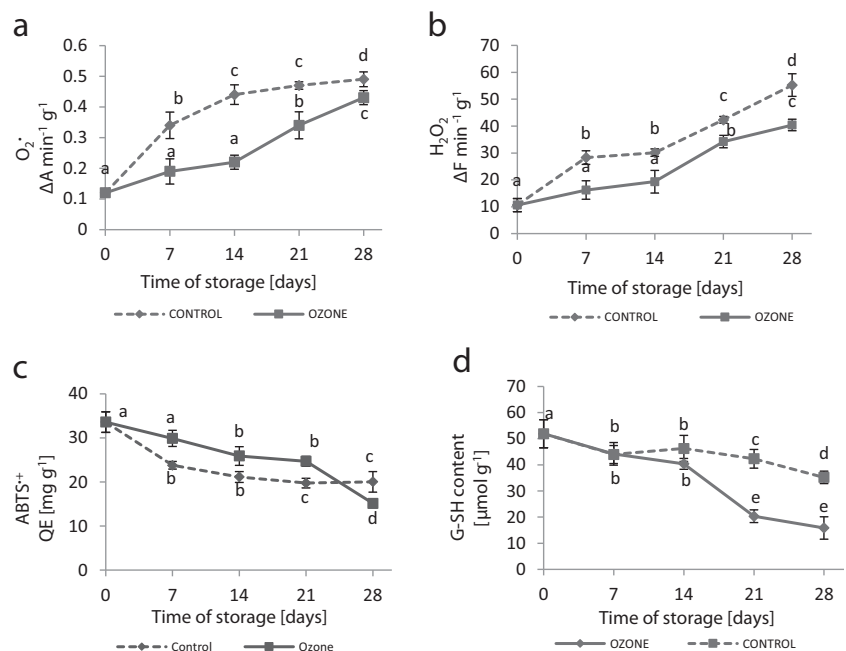 a
0.6
0.5
0.4
0.3
0.2
0.1
0
O₂·
ΔA min⁻¹ g⁻¹
a b c c d
a a b c
0 7 14 21 28
Time of storage [days]
CONTROL OZONE
b
70
60
50
40
30
20
10
0
H₂O₂
ΔF min⁻¹ g⁻¹
a b b c d
a a b c
0 7 14 21 28
Time of storage [days]
CONTROL OZONE
c
40
30
20
10
0
ABTS·+
QE [mg g⁻¹]
a a b b c
b b c d
0 7 14 21 28
Time of storage [days]
Control Ozone
d
70
60
50
40
30
20
10
0
G-SH content
[μmol g⁻¹]
a b b c d
b b e e
0 7 14 21 28
Time of storage [days]
OZONE CONTROL